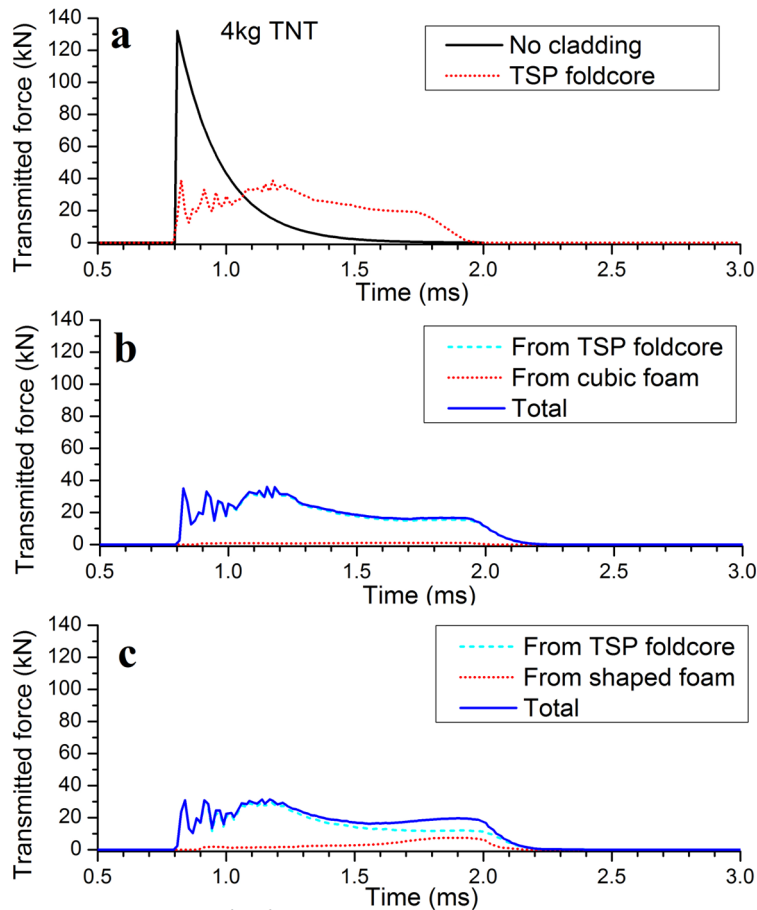 a
4kg TNT
No cladding
TSP foldcore
Transmitted force (kN)
140
120
100
80
60
40
20
0
0.5 1.0 1.5 2.0 2.5 3.0
Time (ms)
b
From TSP foldcore
From cubic foam
Total
Transmitted force (kN)
140
120
100
80
60
40
20
0
0.5 1.0 1.5 2.0 2.5 3.0
Time (ms)
c
From TSP foldcore
From shaped foam
Total
Transmitted force (kN)
140
120
100
80
60
40
20
0
0.5 1.0 1.5 2.0 2.5 3.0
Time (ms)